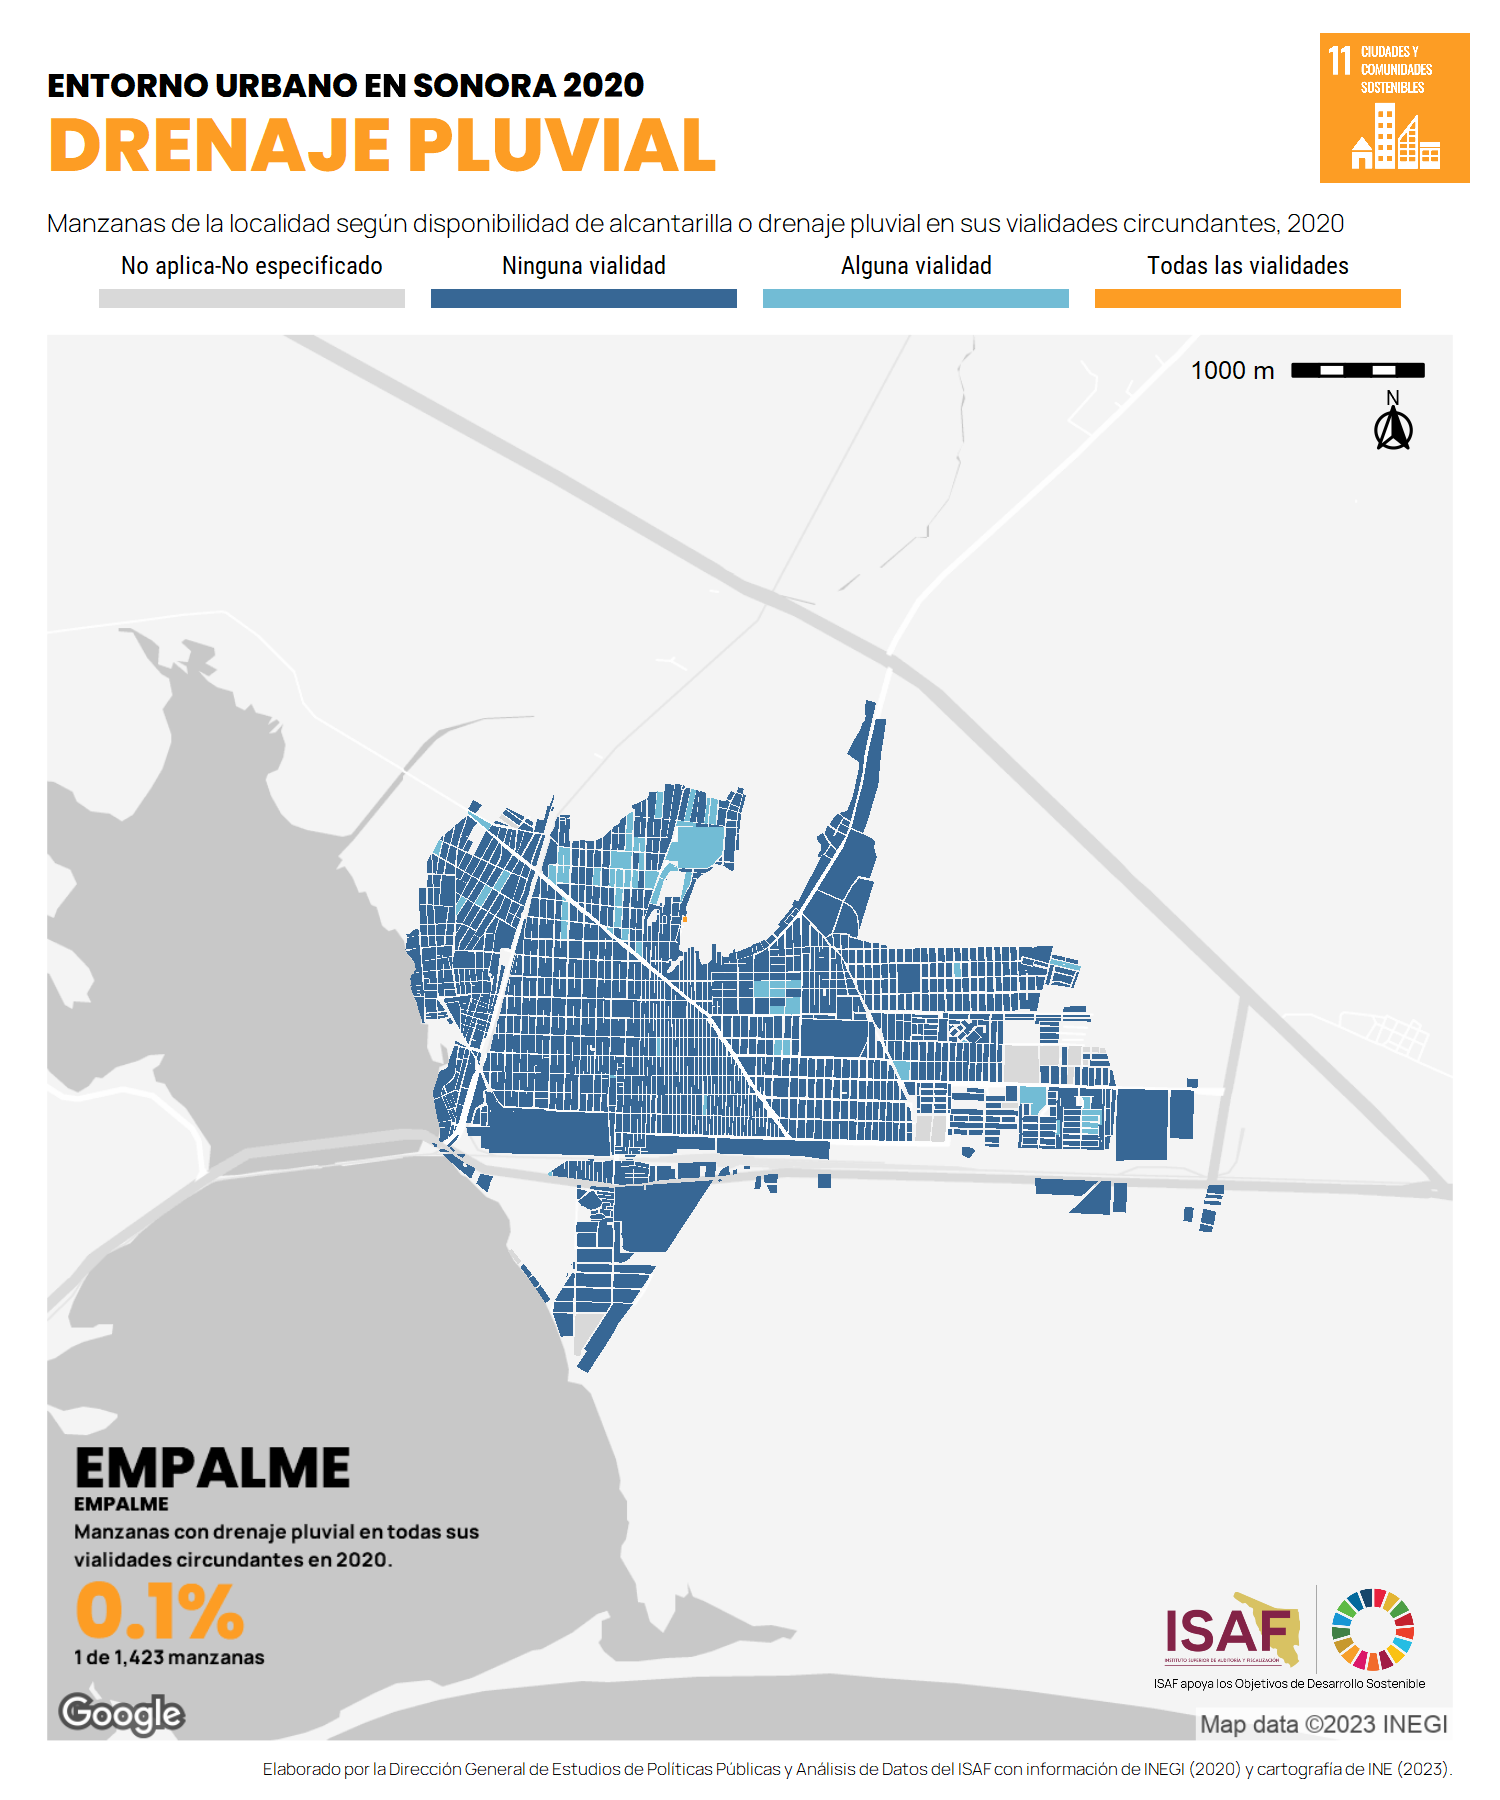 ENTORNO URBANO EN SONORA 2020
DRENAJE PLUVIAL
11 CIUDADES Y
COMUNIDADES
SOSTENIBLES
Manzanas de la localidad según disponibilidad de alcantarilla o drenaje pluvial en sus vialidades circundantes, 2020
No aplica-No especificado
Ninguna vialidad
Alguna vialidad
Todas las vialidades
1000 m
N
EMPALME
EMPALME
Manzanas con drenaje pluvial en todas sus
vialidades circundantes en 2020.
0.1%
1 de 1,423 manzanas
Google
ISAF
INSTITUTO SUPERIOR DE AUDITORÍA Y FISCALIZACIÓN
ISAF apoya los Objetivos de Desarrollo Sostenible
Map data ©2023 INEGI
Elaborado por la Dirección General de Estudios de Políticas Públicas y Análisis de Datos del ISAF con información de INEGI (2020) y cartografía de INE (2023).